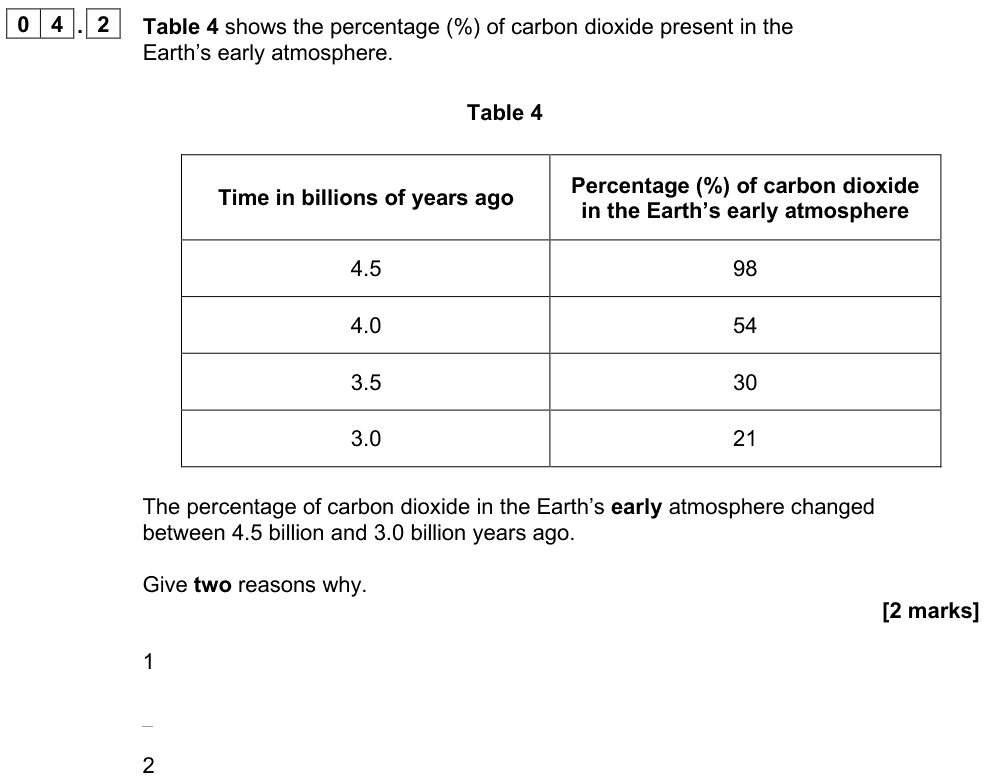 0 4 . 2 Table 4 shows the percentage (%) of carbon dioxide present in the
Earth’s early atmosphere.
Table 4
Time in billions of years ago
Percentage (%) of carbon dioxide
in the Earth’s early atmosphere
4.5 98
4.0 54
3.5 30
3.0 21
The percentage of carbon dioxide in the Earth’s early atmosphere changed
between 4.5 billion and 3.0 billion years ago.
Give two reasons why.
[2 marks]
1
2